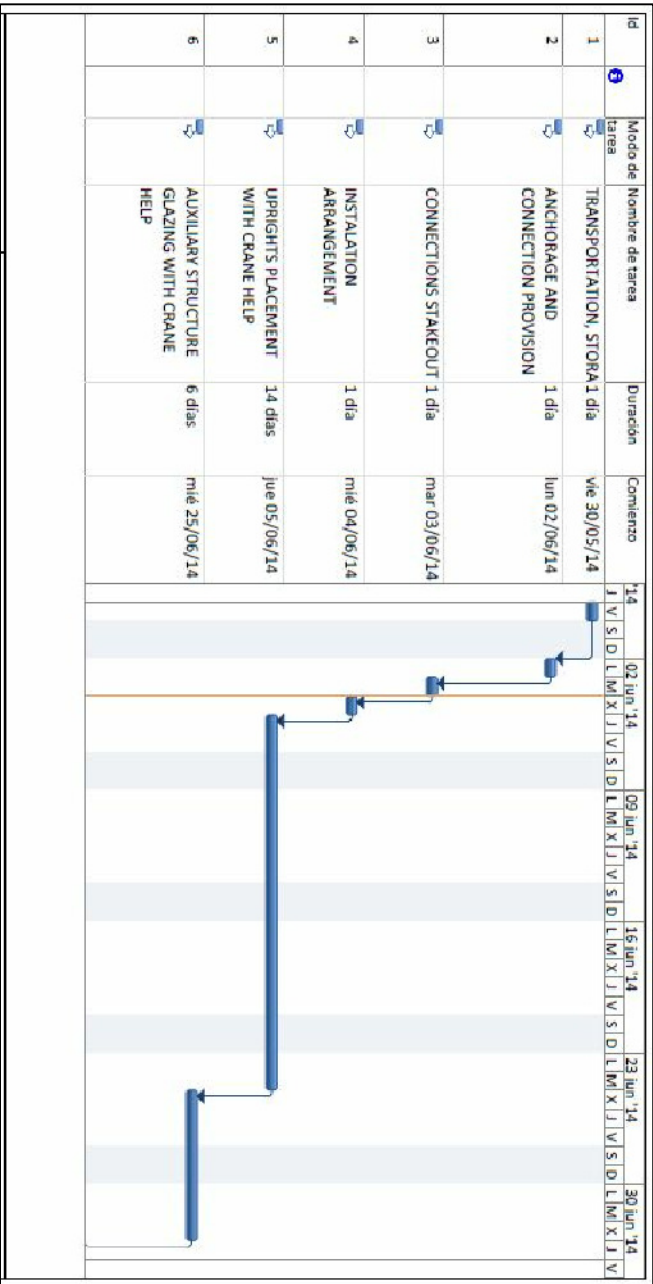 Id
Modo de
tarea
Nombre de tarea
Duración
Comienzo
'14
02 jun '14
09 jun '14
16 jun '14
23 jun '14
30 jun '14
J V S D L M X J V S D L M X J V S D L M X J V S D L M X J V S D L M X J V
1
TRANSPORTATION, STORA
1 día
vie 30/05/14
2
ANCHORAGE AND
CONNECTION PROVISION
1 día
lun 02/06/14
3
CONNECTIONS STAKEOUT
1 día
mar 03/06/14
4
INSTALATION
ARRANGEMENT
1 día
mié 04/06/14
5
UPRIGHTS PLACEMENT
WITH CRANE HELP
14 días
jue 05/06/14
6
AUXILIARY STRUCTURE
GLAZING WITH CRANE
HELP
6 días
mié 25/06/14